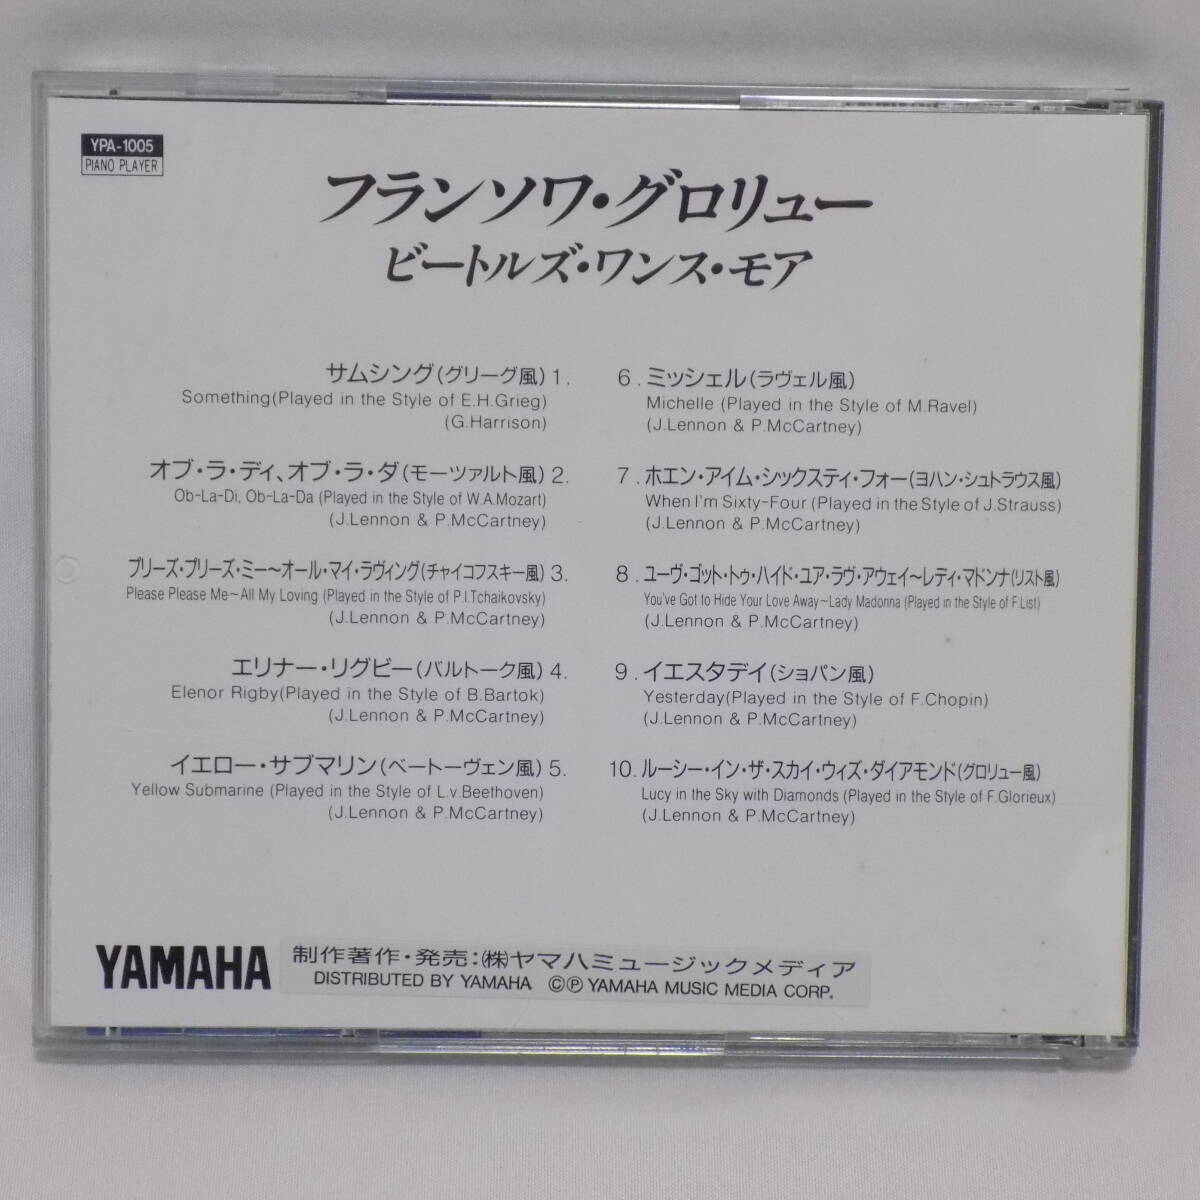 YPA-1005
PIANO PLAYER
フランソワ・グロリュー
ビートルズ・ワンス・モア
サムシング(グリーグ風) 1.
Something(Played in the Style of E.H.Grieg)
(G.Harrison)
オブ・ラ・ディ、オブ・ラ・ダ(モーツァルト風) 2.
Ob-La-Di, Ob-La-Da (Played in the Style of W.A.Mozart)
(J.Lennon & P.McCartney)
プリーズ・プリーズ・ミー～オール・マイ・ラヴィング(チャイコフスキー風) 3.
Please Please Me~All My Loving (Played in the Style of P.I.Tchaikovsky)
(J.Lennon & P.McCartney)
エリナー・リグビー(バルトーク風) 4.
Elenor Rigby(Played in the Style of B.Bartok)
(J.Lennon & P.McCartney)
イエロー・サブマリン(ベートーヴェン風) 5.
Yellow Submarine (Played in the Style of L.v.Beethoven)
(J.Lennon & P.McCartney)
6. ミッシェル(ラヴェル風)
Michelle (Played in the Style of M.Ravel)
(J.Lennon & P.McCartney)
7. ホエン・アイム・シックスティ・フォー(ヨハン・シュトラウス風)
When I'm Sixty-Four (Played in the Style of J.Strauss)
(J.Lennon & P.McCartney)
8. ユーヴ・ゴット・トゥ・ハイド・ユア・ラヴ・アウェイ～レディ・マドンナ(リスト風)
You've Got to Hide Your Love Away~Lady Madonna (Played in the Style of F.List)
(J.Lennon & P.McCartney)
9. イエスタデイ(ショパン風)
Yesterday(Played in the Style of F.Chopin)
(J.Lennon & P.McCartney)
10. ルーシー・イン・ザ・スカイ・ウィズ・ダイアモンド(グロリュー風)
Lucy in the Sky with Diamonds (Played in the Style of F.Glorieux)
(J.Lennon & P.McCartney)
YAMAHA
制作著作・発売:㈱ヤマハミュージックメディア
DISTRIBUTED BY YAMAHA ©℗ YAMAHA MUSIC MEDIA CORP.